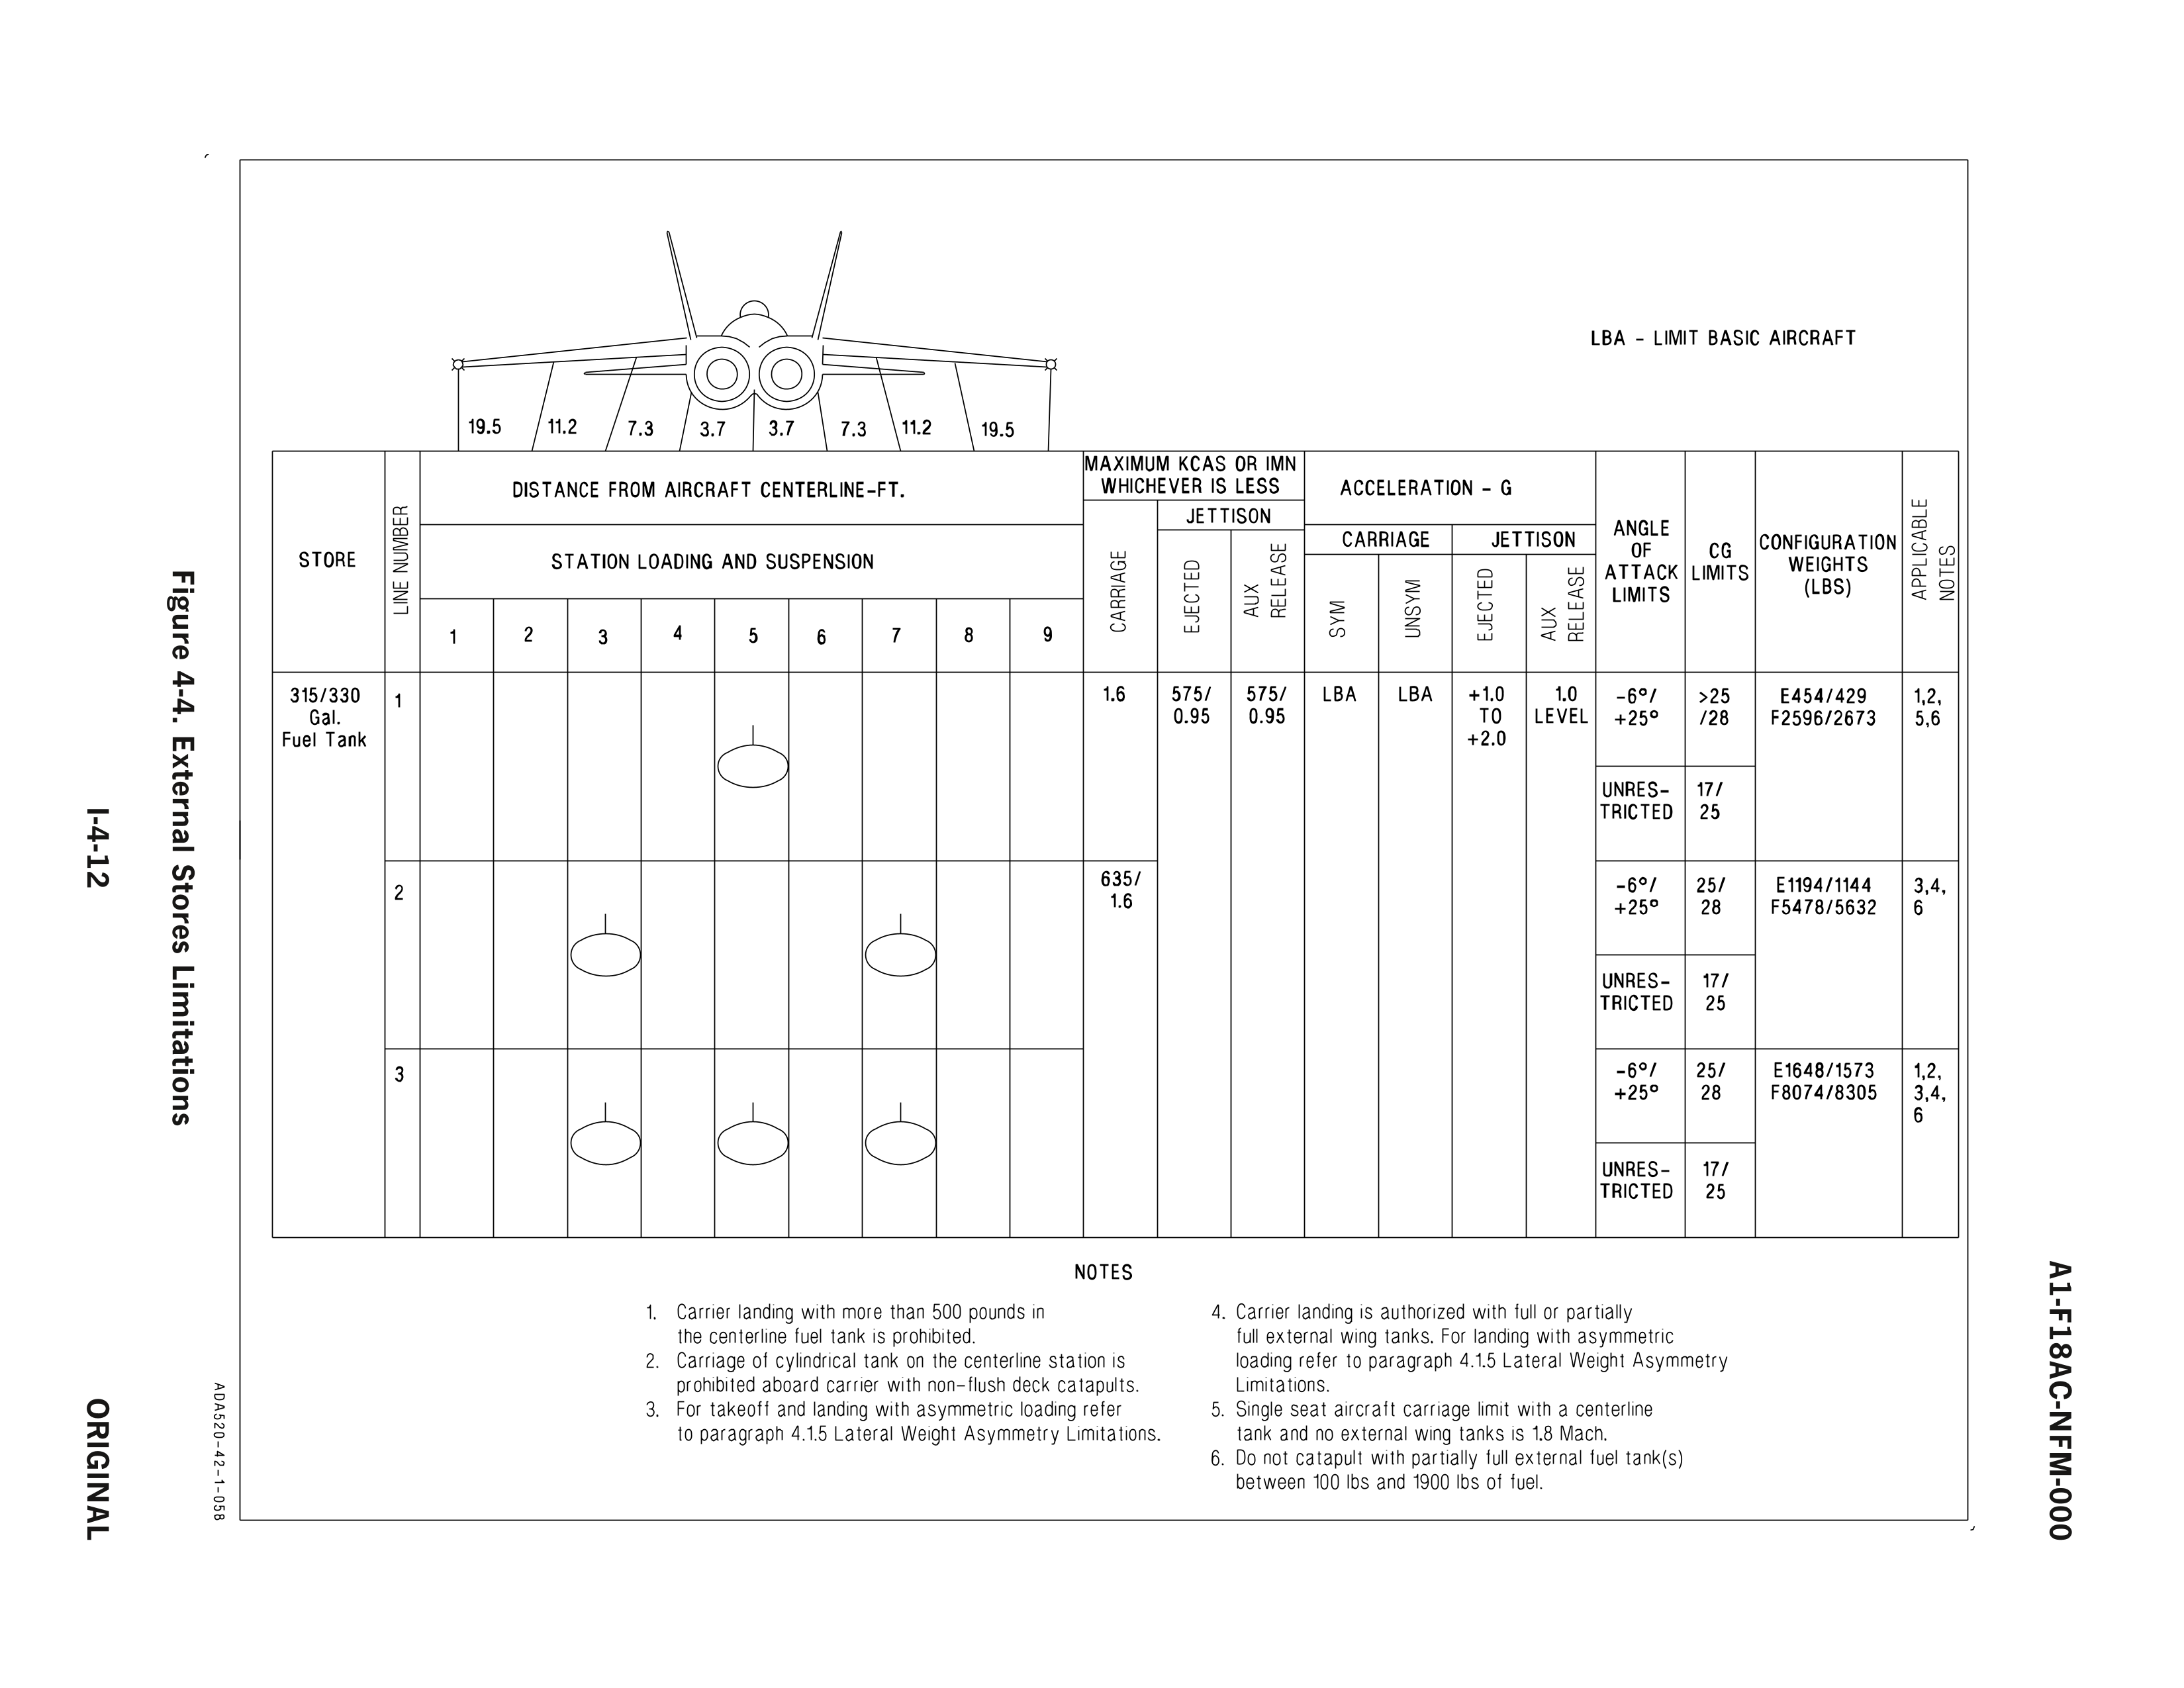 A1-F18AC-NFM-000
LBA - LIMIT BASIC AIRCRAFT
19.5 11.2 7.3 3.7 3.7 7.3 11.2 19.5
STORE
LINE NUMBER
DISTANCE FROM AIRCRAFT CENTERLINE-FT.
STATION LOADING AND SUSPENSION
1 2 3 4 5 6 7 8 9
MAXIMUM KCAS OR IMN
WHICHEVER IS LESS
CARRIAGE
JETTISON
EJECTED
AUX
RELEASE
ACCELERATION - G
CARRIAGE
SYM
UNSYM
JETTISON
EJECTED
AUX
RELEASE
ANGLE
OF
ATTACK
LIMITS
CG
LIMITS
CONFIGURATION
WEIGHTS
(LBS)
APPLICABLE
NOTES
315/330
Gal.
Fuel Tank
1
1.6
575/
0.95
575/
0.95
LBA
LBA
+1.0
TO
+2.0
1.0
LEVEL
-6°/
+25°
>25
/28
E454/429
F2596/2673
1,2,
5,6
UNRES-
TRICTED
17/
25
2
635/
1.6
-6°/
+25°
25/
28
E1194/1144
F5478/5632
3,4,
6
UNRES-
TRICTED
17/
25
3
-6°/
+25°
25/
28
E1648/1573
F8074/8305
1,2,
3,4,
6
UNRES-
TRICTED
17/
25
NOTES
1. Carrier landing with more than 500 pounds in
the centerline fuel tank is prohibited.
2. Carriage of cylindrical tank on the centerline station is
prohibited aboard carrier with non-flush deck catapults.
3. For takeoff and landing with asymmetric loading refer
to paragraph 4.1.5 Lateral Weight Asymmetry Limitations.
4. Carrier landing is authorized with full or partially
full external wing tanks. For landing with asymmetric
loading refer to paragraph 4.1.5 Lateral Weight Asymmetry
Limitations.
5. Single seat aircraft carriage limit with a centerline
tank and no external wing tanks is 1.8 Mach.
6. Do not catapult with partially full external fuel tank(s)
between 100 lbs and 1900 lbs of fuel.
ADA520-42-1-058
Figure 4-4. External Stores Limitations
I-4-12
ORIGINAL